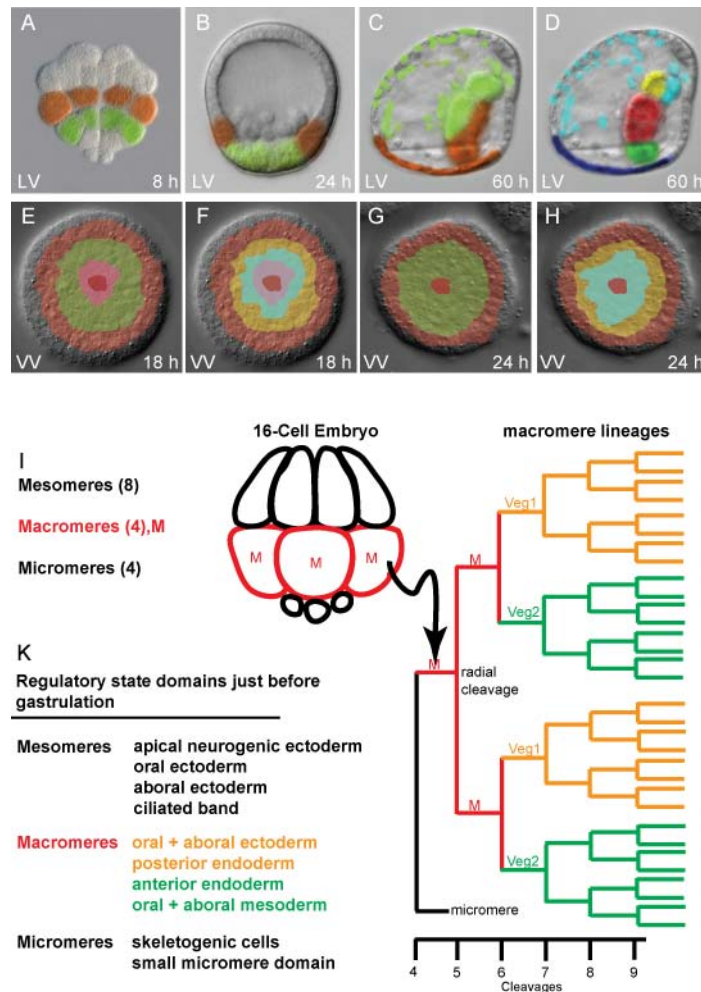 A
B
C
D
LV
8 h
LV
24 h
LV
60 h
LV
60 h
E
F
G
H
VV
18 h
VV
18 h
VV
24 h
VV
24 h
16-Cell Embryo
macromere lineages
I
Mesomeres (8)
Macromeres (4),M
Micromeres (4)
M
M
M
Veg1
M
Veg2
M
radial
cleavage
Veg1
M
Veg2
micromere
4
5
6
7
8
9
Cleavages
K
Regulatory state domains just before
gastrulation
Mesomeres
apical neurogenic ectoderm
oral ectoderm
aboral ectoderm
ciliated band
Macromeres
oral + aboral ectoderm
posterior endoderm
anterior endoderm
oral + aboral mesoderm
Micromeres
skeletogenic cells
small micromere domain